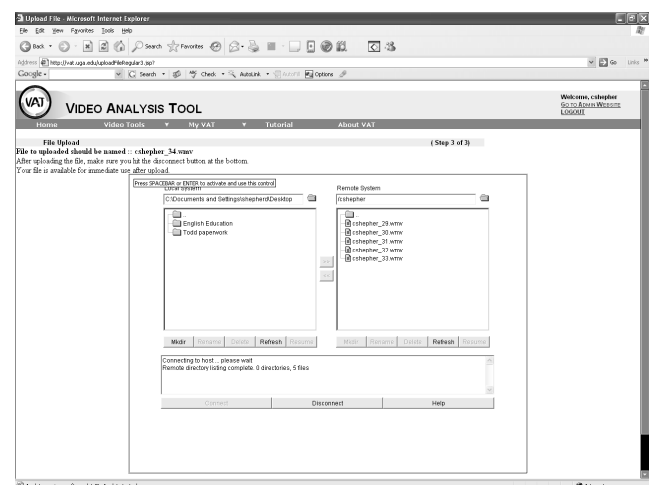 Upload File - Microsoft Internet Explorer
File Edit View Favorites Tools Help
Back Search Favorites
Address http://vat.uga.edu/uploadFileRegular3.jsp? Go Links »
Google Search Check AutoLink AutoFill Options
VAT VIDEO ANALYSIS TOOL
Welcome, cshepher
GO TO ADMIN WEBSITE
LOGOUT
Home Video Tools ▼ My VAT ▼ Tutorial About VAT
File Upload ( Step 3 of 3)
File to uploaded should be named :: cshepher_34.wmv
After uploading the file, make sure you hit the disconnect button at the bottom.
Your file is available for immediate use after upload.
Press SPACEBAR or ENTER to activate and use this control
Local System Remote System
C:\Documents and Settings\shepherd\Desktop /cshepher
..
English Education
Todd paperwork
..
cshepher_29.wmv
cshepher_30.wmv
cshepher_31.wmv
cshepher_32.wmv
cshepher_33.wmv
>>
<<
Mkdir Rename Delete Refresh Resume Mkdir Rename Delete Refresh Resume
Connecting to host ... please wait
Remote directory listing complete. 0 directories, 5 files
Connect Disconnect Help